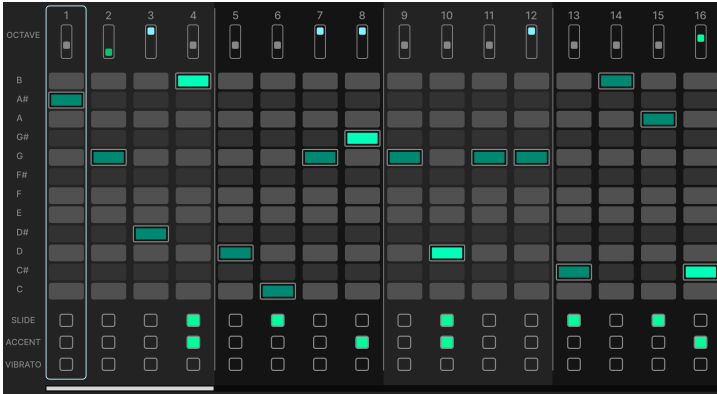 1 2 3 4 5 6 7 8 9 10 11 12 13 14 15 16
OCTAVE
B
A#
A
G#
G
F#
F
E
D#
D
C#
C
SLIDE
ACCENT
VIBRATO